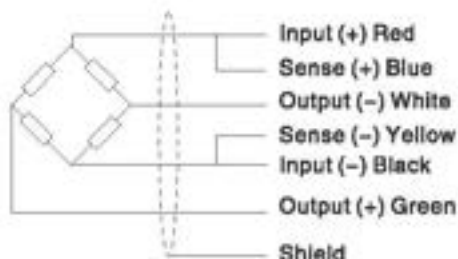 Input (+) Red
Sense (+) Blue
Output (−) White
Sense (−) Yellow
Input (−) Black
Output (+) Green
Shield